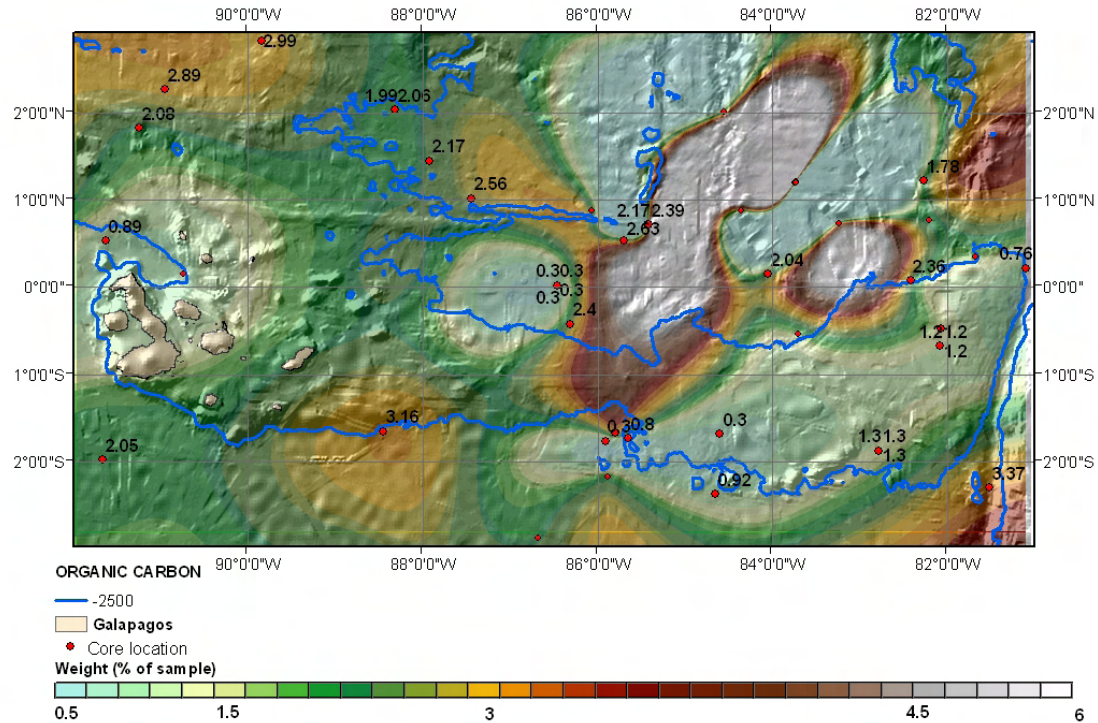 90°0'0"W 88°0'0"W 86°0'0"W 84°0'0"W 82°0'0"W
2.99
2.89
1.992.06
2°0'0"N 2.08 2°0'0"N
2.17
1.78
2.56
1°0'0"N 1°0'0"N
2.17 2.39
0.89 2.63 0.76
0.30.3 2.04 2.36
0°0'0" 0.3 0.3 0°0'0"
2.4
1.21.2
1.2
1°0'0"S 1°0'0"S
3.16 0.30.8 0.3 1.31.3
2.05 1.3
2°0'0"S 2°0'0"S
0.92 3.37
90°0'0"W 88°0'0"W 86°0'0"W 84°0'0"W 82°0'0"W
ORGANIC CARBON
-2500
Galapagos
Core location
Weight (% of sample)
0.5 1.5 3 4.5 6